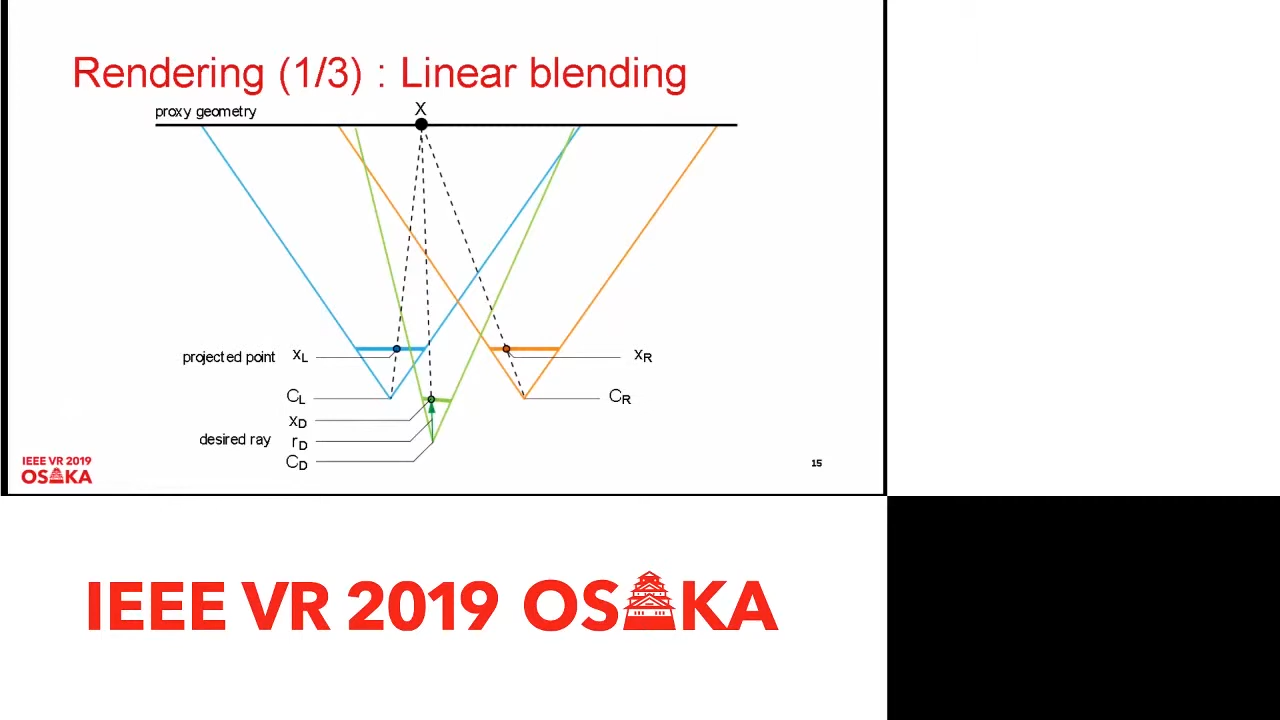 Rendering (1/3) : Linear blending
proxy geometry
X
projected point xL
xR
CL
CR
xD
desired ray rD
CD
IEEE VR 2019
OSAKA
15
IEEE VR 2019 OSAKA